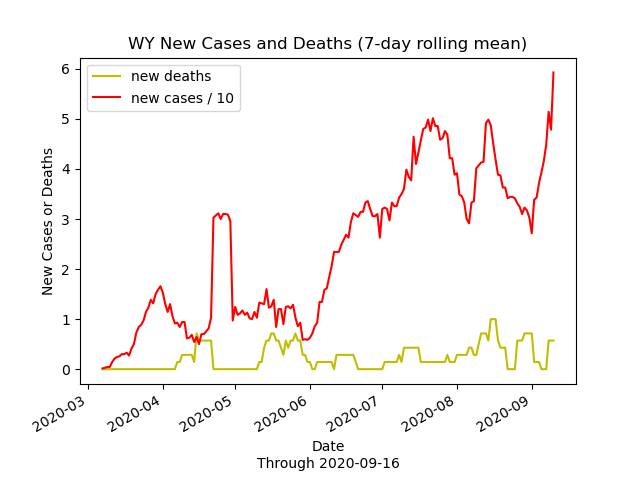 WY New Cases and Deaths (7-day rolling mean)
new deaths
new cases / 10
New Cases or Deaths
6
5
4
3
2
1
0
2020-03
2020-04
2020-05
2020-06
2020-07
2020-08
2020-09
Date
Through 2020-09-16